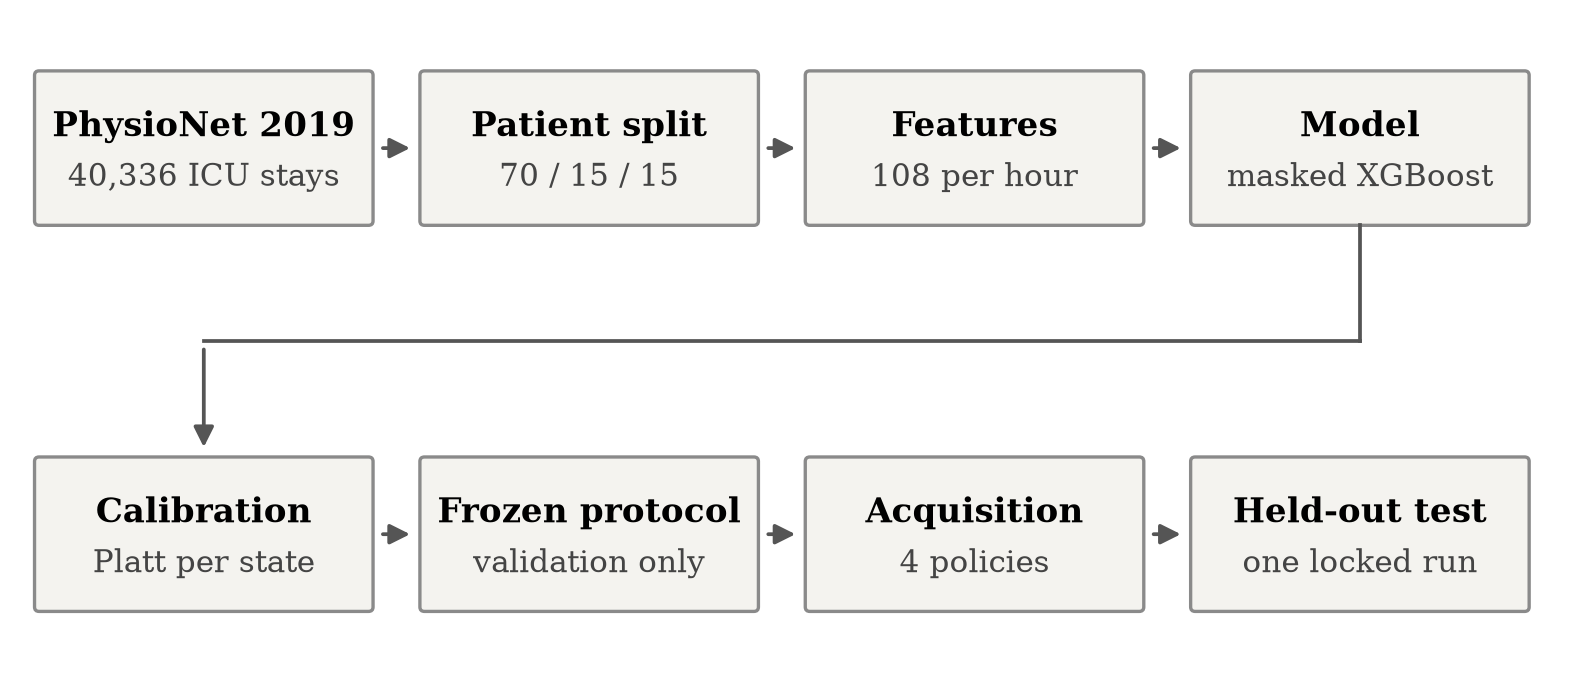 PhysioNet 2019
40,336 ICU stays
Patient split
70 / 15 / 15
Features
108 per hour
Model
masked XGBoost
Calibration
Platt per state
Frozen protocol
validation only
Acquisition
4 policies
Held-out test
one locked run